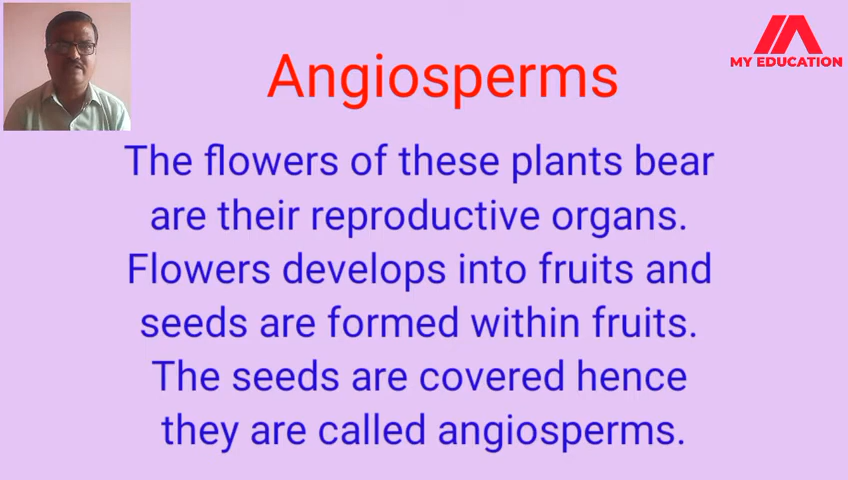 Angiosperms
MY EDUCATION
The flowers of these plants bear
are their reproductive organs.
Flowers develops into fruits and
seeds are formed within fruits.
The seeds are covered hence
they are called angiosperms.